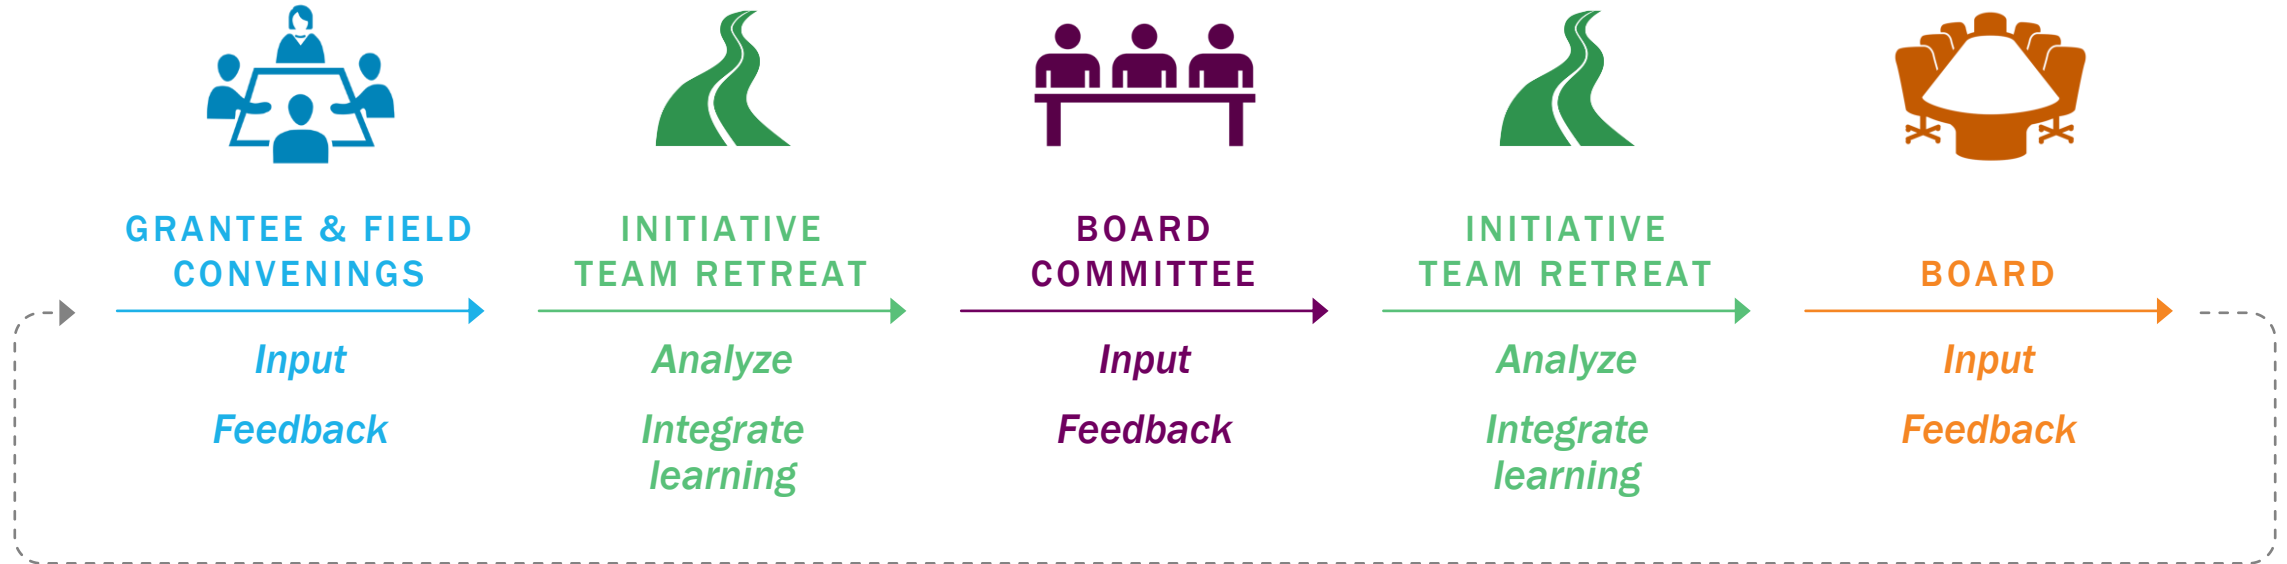 GRANTEE & FIELD
CONVENINGS
Input
Feedback
INITIATIVE
TEAM RETREAT
Analyze
Integrate
learning
BOARD
COMMITTEE
Input
Feedback
INITIATIVE
TEAM RETREAT
Analyze
Integrate
learning
BOARD
Input
Feedback